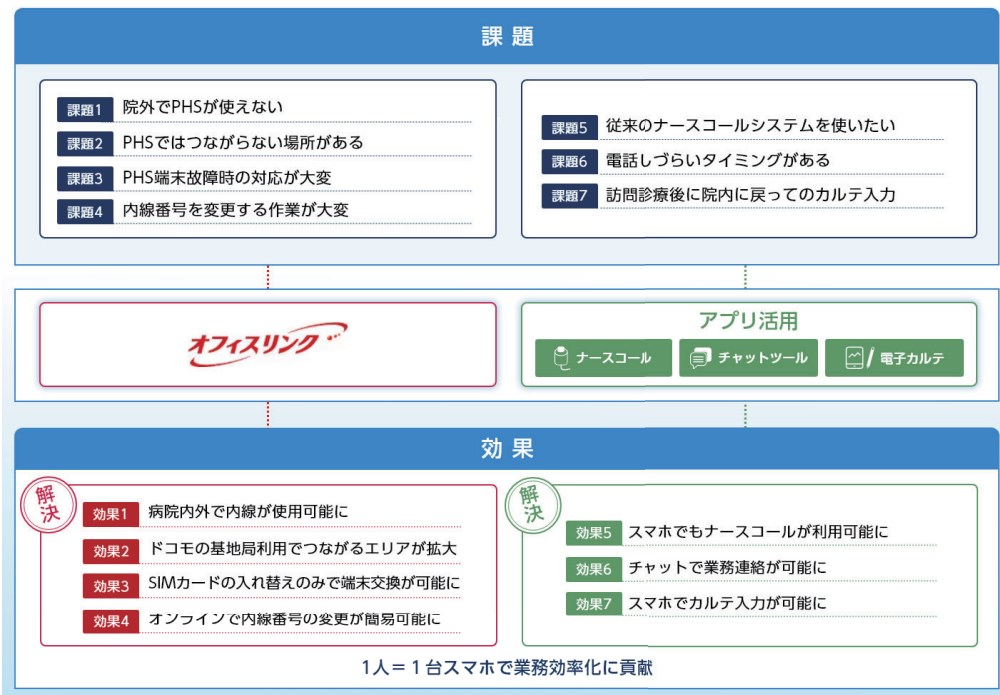 課題
課題1 院外でPHSが使えない
課題2 PHSではつながらない場所がある
課題3 PHS端末故障時の対応が大変
課題4 内線番号を変更する作業が大変
課題5 従来のナースコールシステムを使いたい
課題6 電話しづらいタイミングがある
課題7 訪問診療後に院内に戻ってのカルテ入力
オフィスリンク
アプリ活用
ナースコール
チャットツール
電子カルテ
効果
解決
効果1 病院内外で内線が使用可能に
効果2 ドコモの基地局利用でつながるエリアが拡大
効果3 SIMカードの入れ替えのみで端末交換が可能に
効果4 オンラインで内線番号の変更が簡易可能に
解決
効果5 スマホでもナースコールが利用可能に
効果6 チャットで業務連絡が可能に
効果7 スマホでカルテ入力が可能に
1人＝1台スマホで業務効率化に貢献